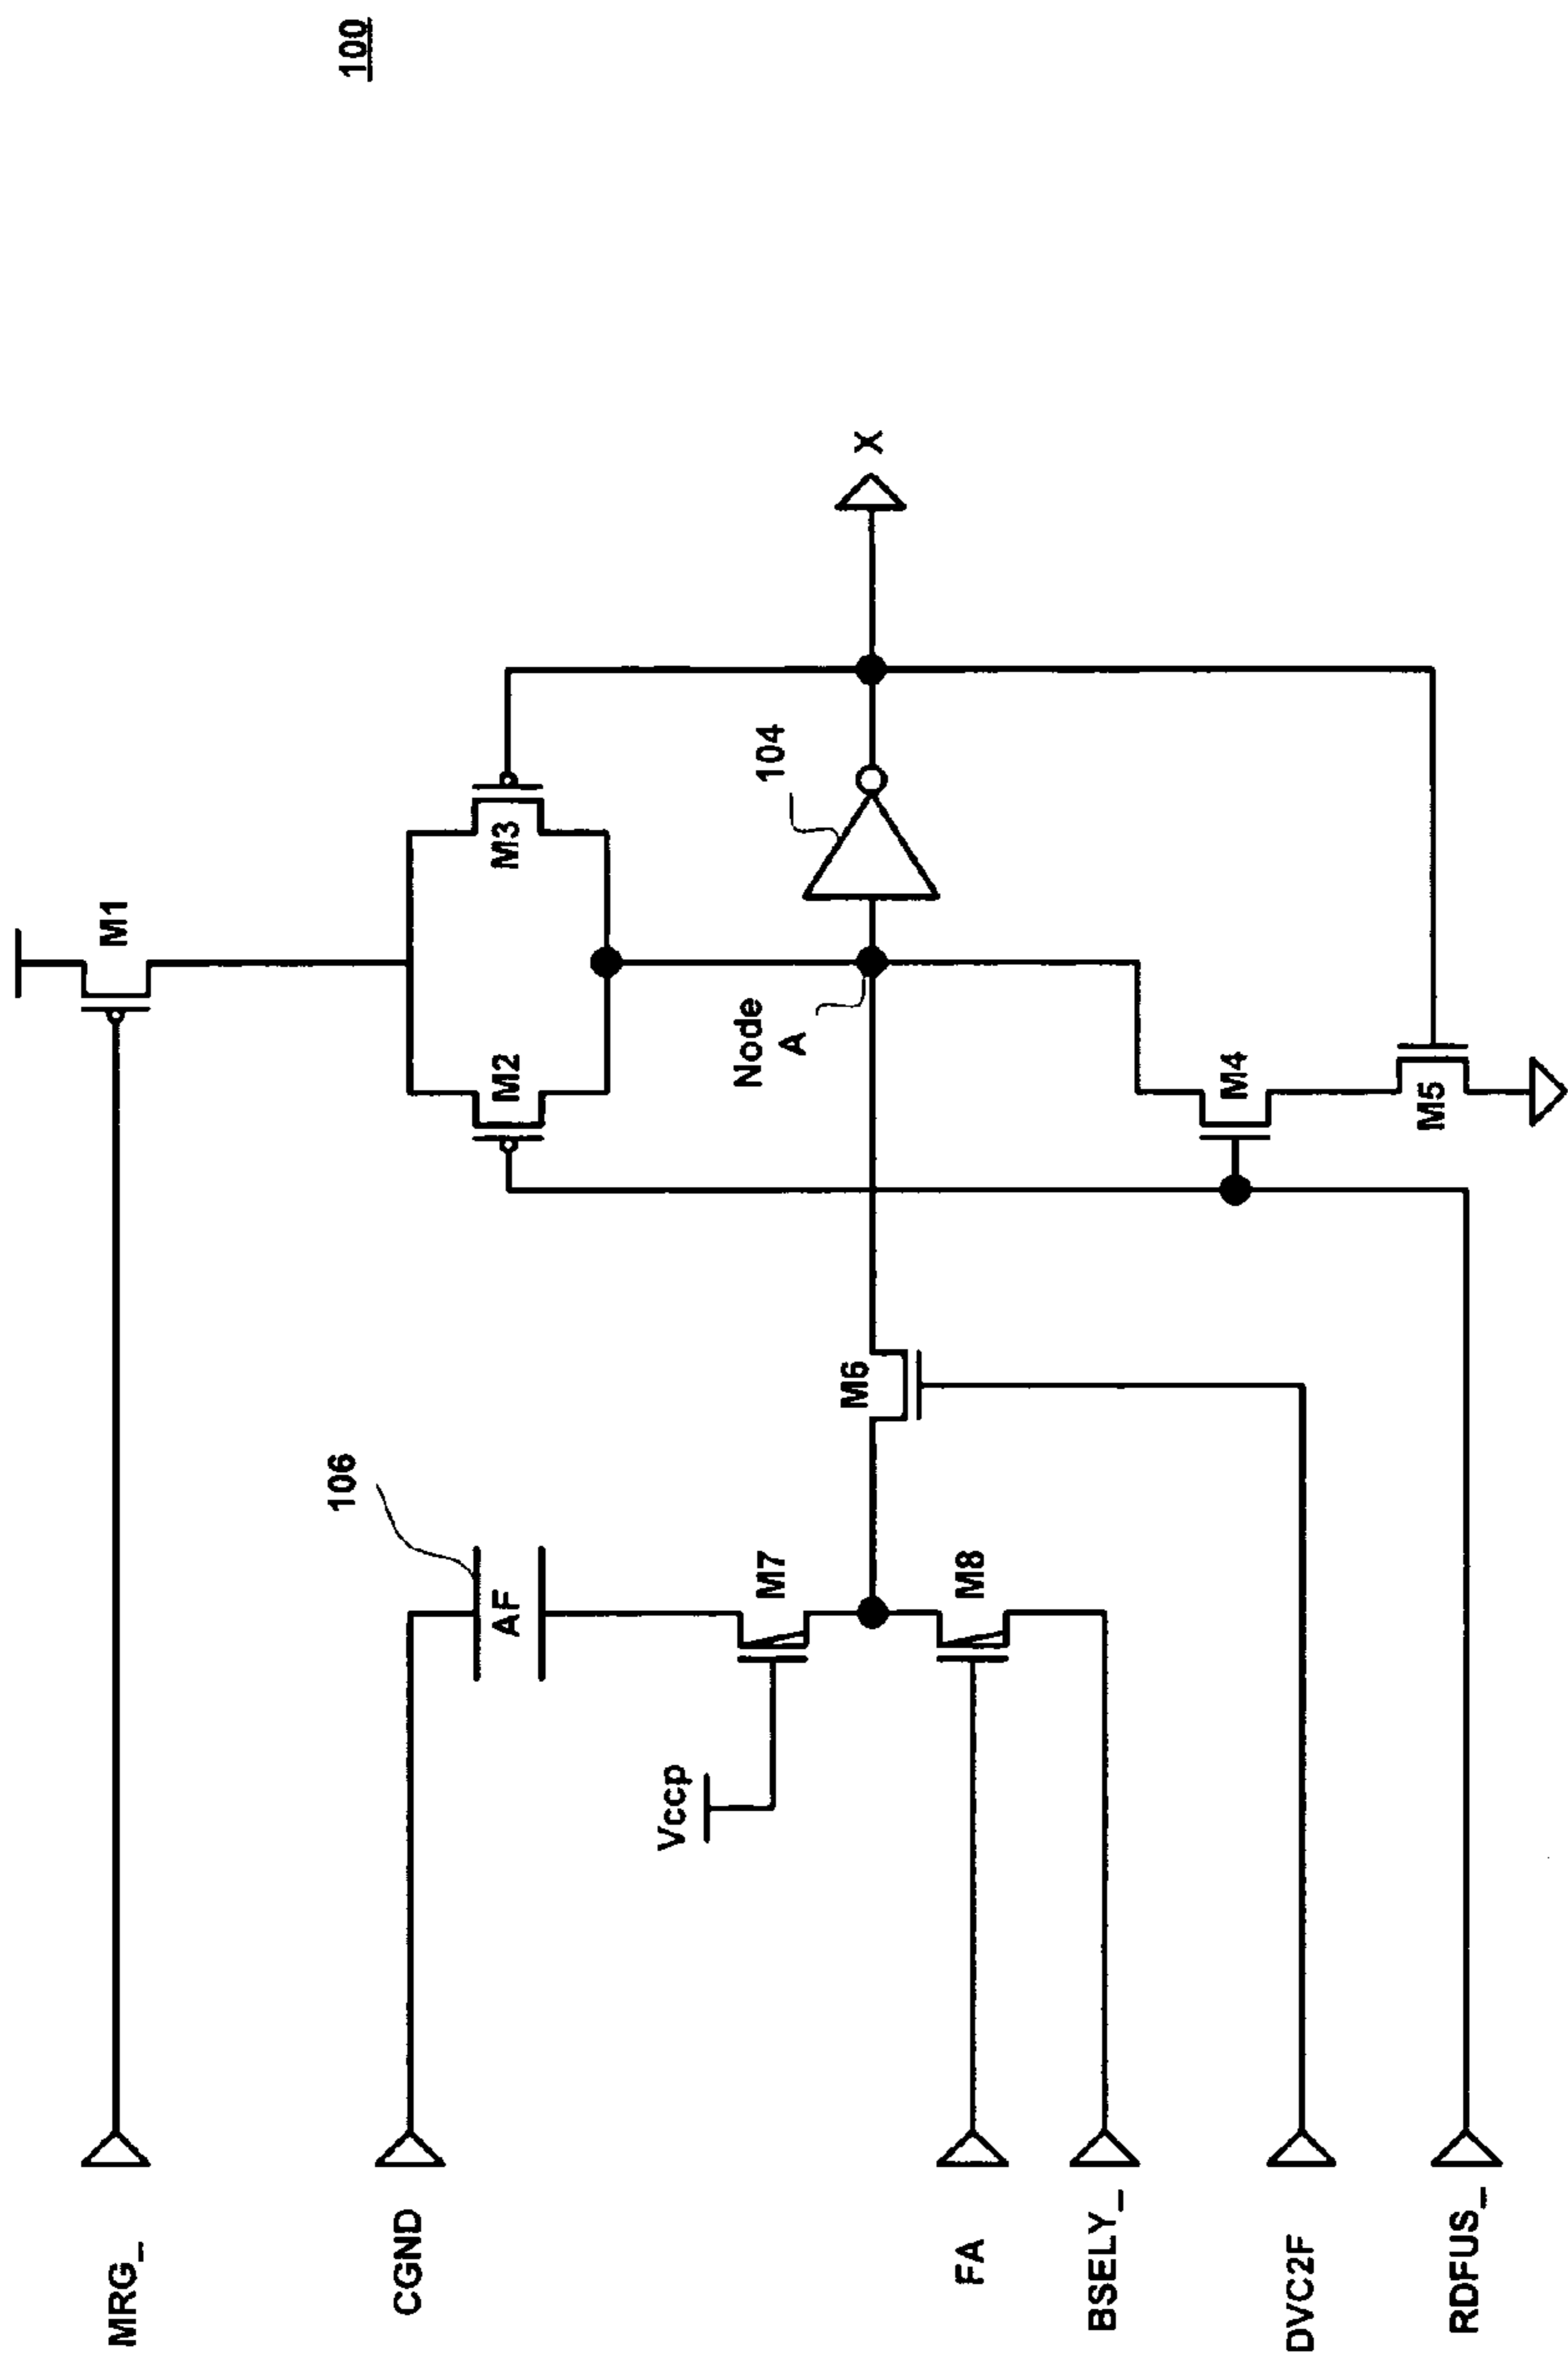 100
MRG_
M1
CGND
106
AF
M2
M3
Vccp
M7
Node
A
104
M6
X
FA
M8
BSELY_
M4
DVC2F
M5
RDFUS_